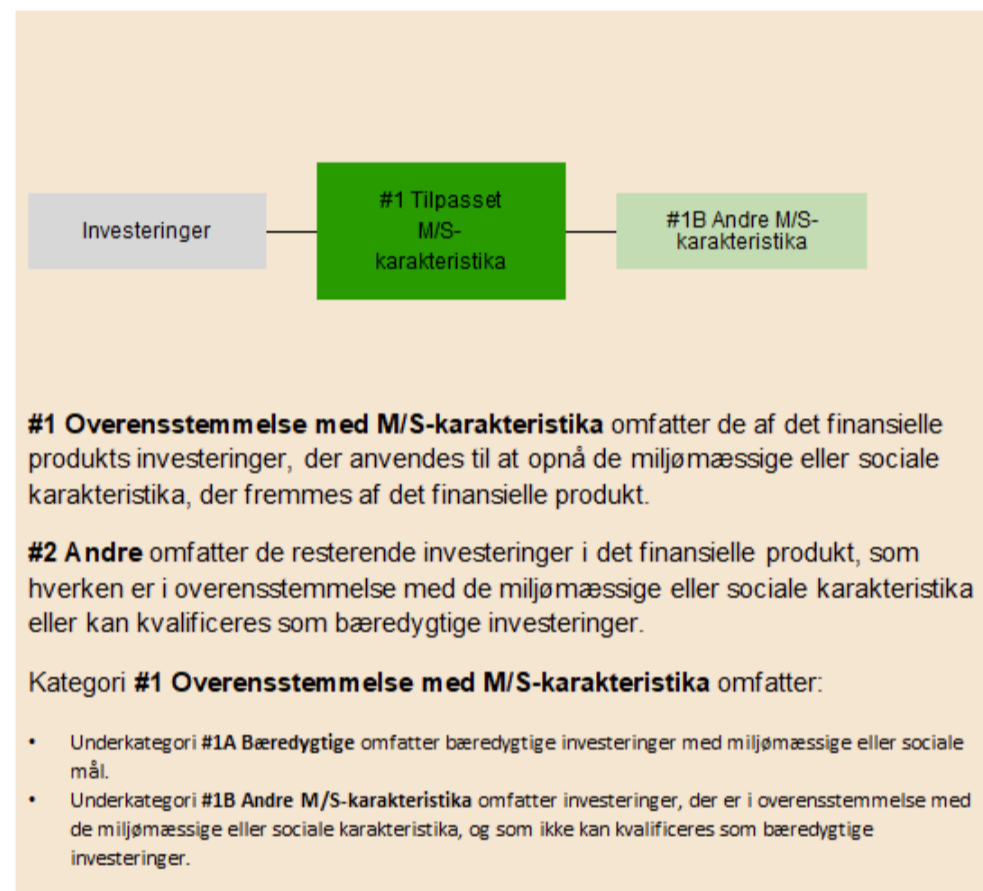 Investeringer
#1 Tilpasset
M/S-
karakteristika
#1B Andre M/S-
karakteristika
#1 Overensstemmelse med M/S-karakteristika omfatter de af det finansielle
produkts investeringer, der anvendes til at opnå de miljømæssige eller sociale
karakteristika, der fremmes af det finansielle produkt.
#2 Andre omfatter de resterende investeringer i det finansielle produkt, som
hverken er i overensstemmelse med de miljømæssige eller sociale karakteristika
eller kan kvalificeres som bæredygtige investeringer.
Kategori #1 Overensstemmelse med M/S-karakteristika omfatter:
• Underkategori #1A Bæredygtige omfatter bæredygtige investeringer med miljømæssige eller sociale
mål.
• Underkategori #1B Andre M/S-karakteristika omfatter investeringer, der er i overensstemmelse med
de miljømæssige eller sociale karakteristika, og som ikke kan kvalificeres som bæredygtige
investeringer.